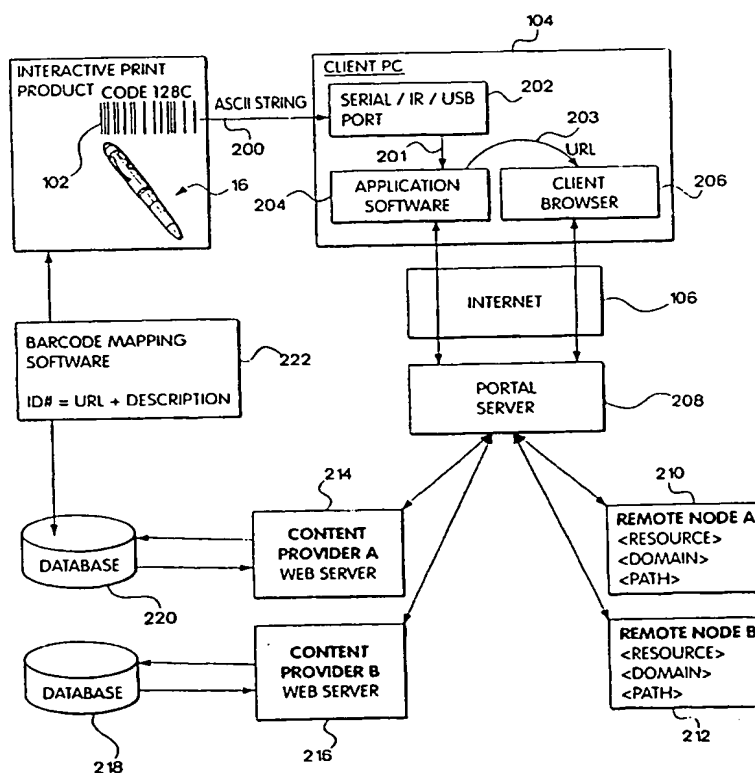 104
INTERACTIVE PRINT
PRODUCT
CODE 128C
102
16
ASCII STRING
200
CLIENT PC
SERIAL / IR / USB
PORT
202
201
203
URL
204
APPLICATION
SOFTWARE
CLIENT
BROWSER
206
INTERNET
106
BARCODE MAPPING
SOFTWARE
ID# = URL + DESCRIPTION
222
PORTAL
SERVER
208
214
CONTENT
PROVIDER A
WEB SERVER
DATABASE
220
210
REMOTE NODE A
<RESOURCE>
<DOMAIN>
<PATH>
CONTENT
PROVIDER B
WEB SERVER
216
DATABASE
218
REMOTE NODE B
<RESOURCE>
<DOMAIN>
<PATH>
212